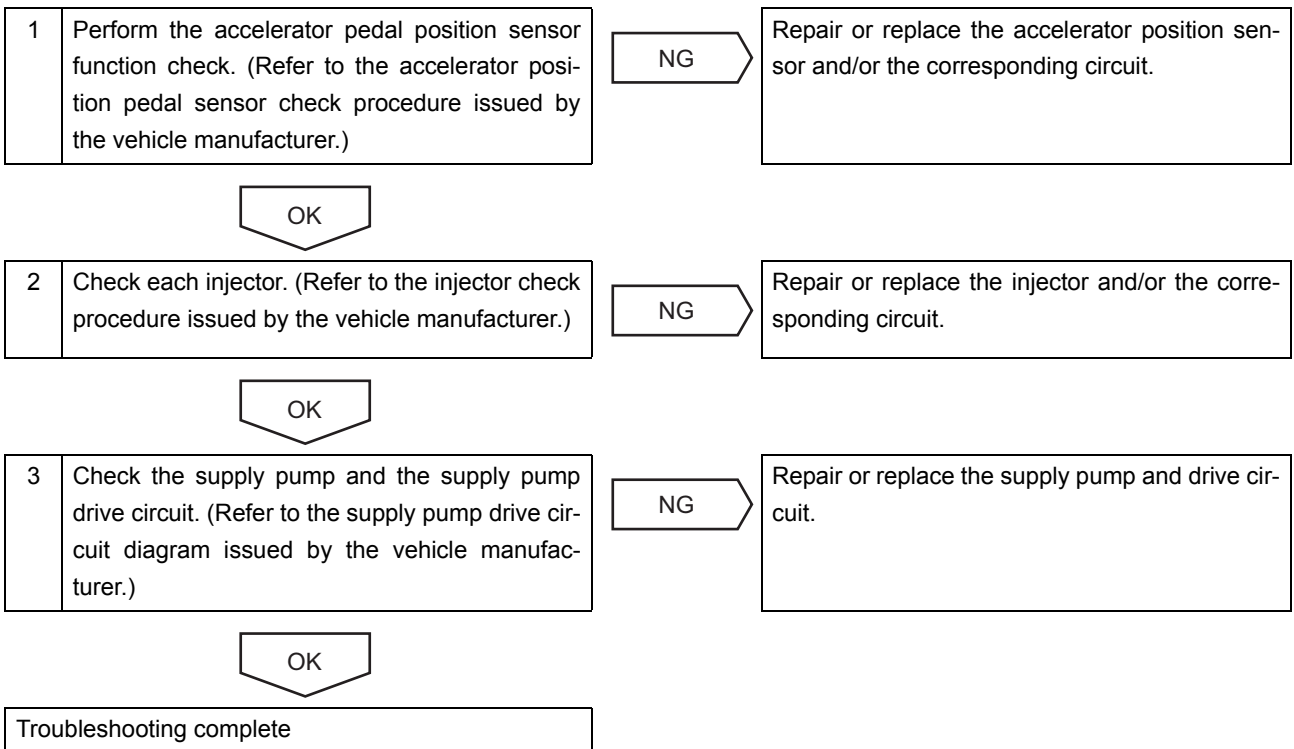 1
Perform the accelerator pedal position sensor
function check. (Refer to the accelerator posi-
tion pedal sensor check procedure issued by
the vehicle manufacturer.)
NG
Repair or replace the accelerator position sen-
sor and/or the corresponding circuit.
OK
2
Check each injector. (Refer to the injector check
procedure issued by the vehicle manufacturer.)
NG
Repair or replace the injector and/or the corre-
sponding circuit.
OK
3
Check the supply pump and the supply pump
drive circuit. (Refer to the supply pump drive cir-
cuit diagram issued by the vehicle manufac-
turer.)
NG
Repair or replace the supply pump and drive cir-
cuit.
OK
Troubleshooting complete